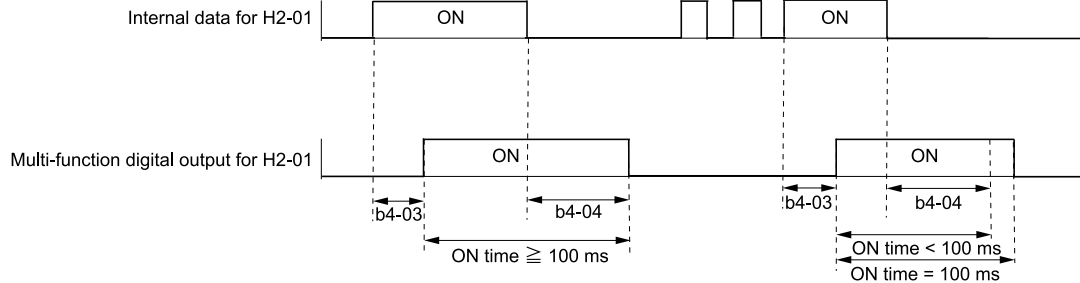 Internal data for H2-01
ON
ON
Multi-function digital output for H2-01
ON
ON
b4-03
b4-04
b4-03
b4-04
ON time ≧ 100 ms
ON time < 100 ms
ON time = 100 ms